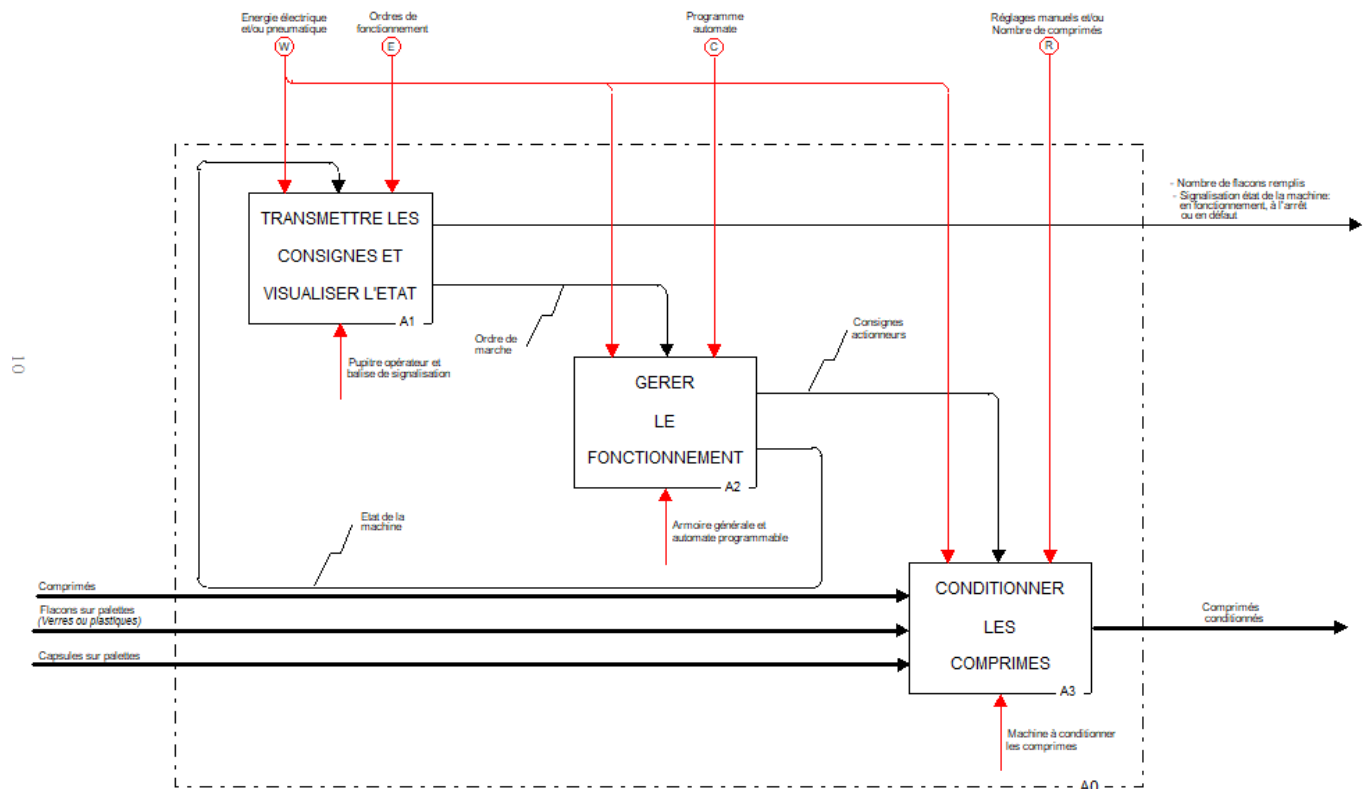 Energie électrique
et/ou pneumatique
W
Ordres de
fonctionnement
E
Programme
automate
C
Réglages manuels et/ou
Nombre de comprimés
R
- Nombre de flacons remplis
- Signalisation état de la machine:
en fonctionnement, à l'arrêt
ou en défaut
TRANSMETTRE LES
CONSIGNES ET
VISUALISER L'ETAT
A1
Ordre de
marche
Consignes
actionneurs
Pupitre opérateur et
balise de signalisation
10
GERER
LE
FONCTIONNEMENT
A2
Etat de la
machine
Armoire générale et
automate programmable
Comprimés
Flacons sur palettes
(Verres ou plastiques)
Capsules sur palettes
CONDITIONNER
LES
COMPRIMES
A3
Comprimés
conditionnés
Machine à conditionner
les comprimes
A0